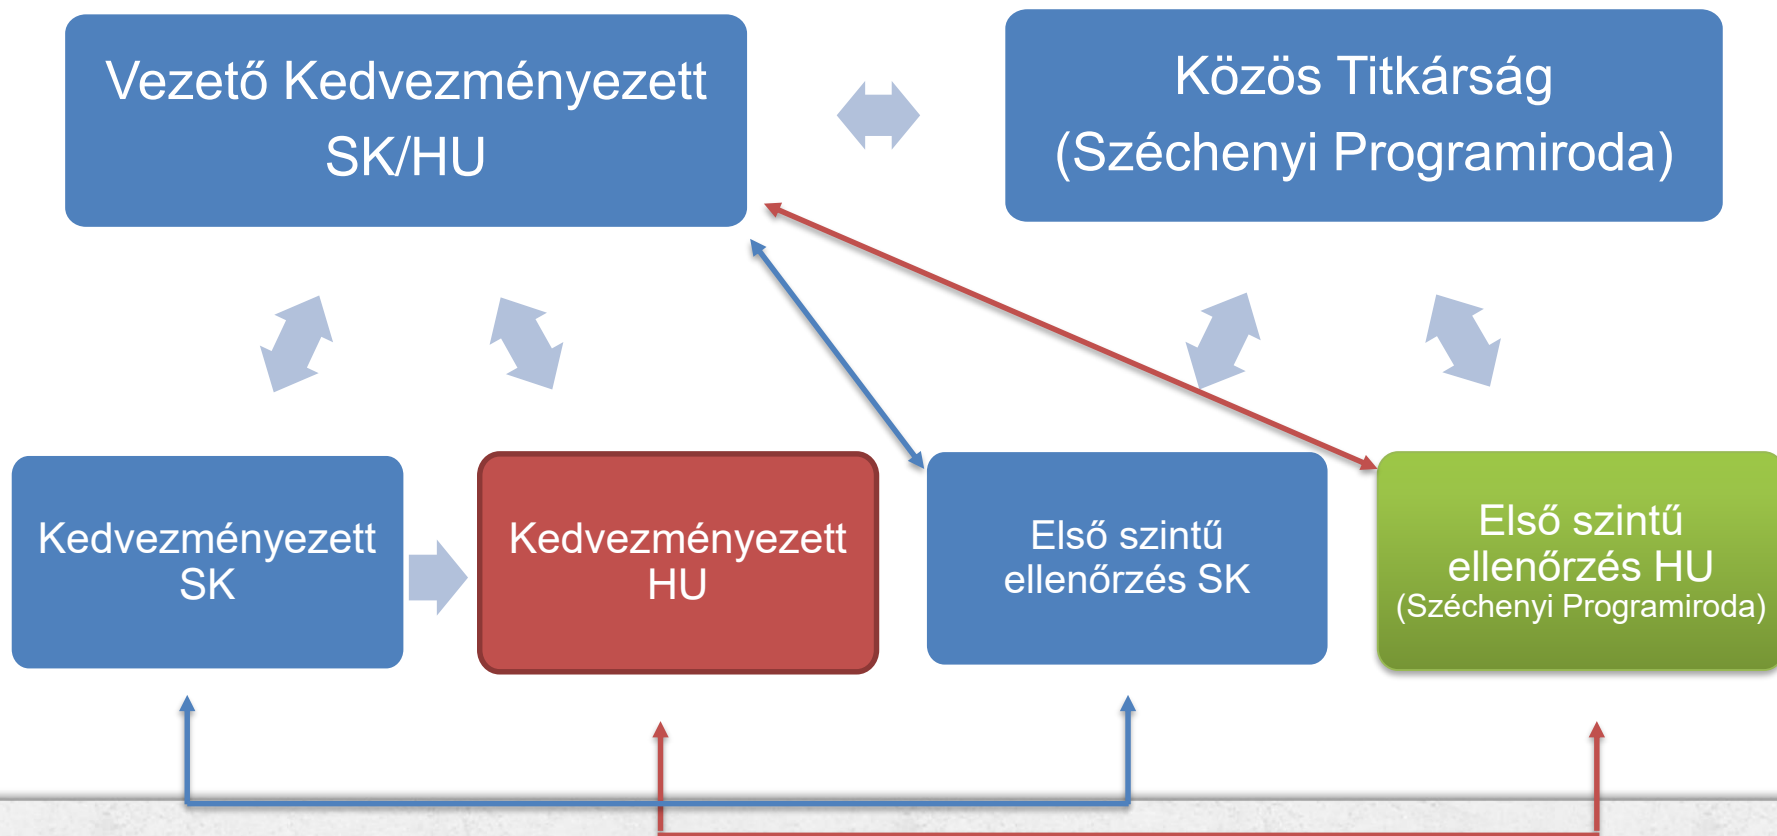 Vezető Kedvezményezett
SK/HU
Közös Titkárság
(Széchenyi Programiroda)
Kedvezményezett
SK
Kedvezményezett
HU
Első szintű
ellenőrzés SK
Első szintű
ellenőrzés HU
(Széchenyi Programiroda)